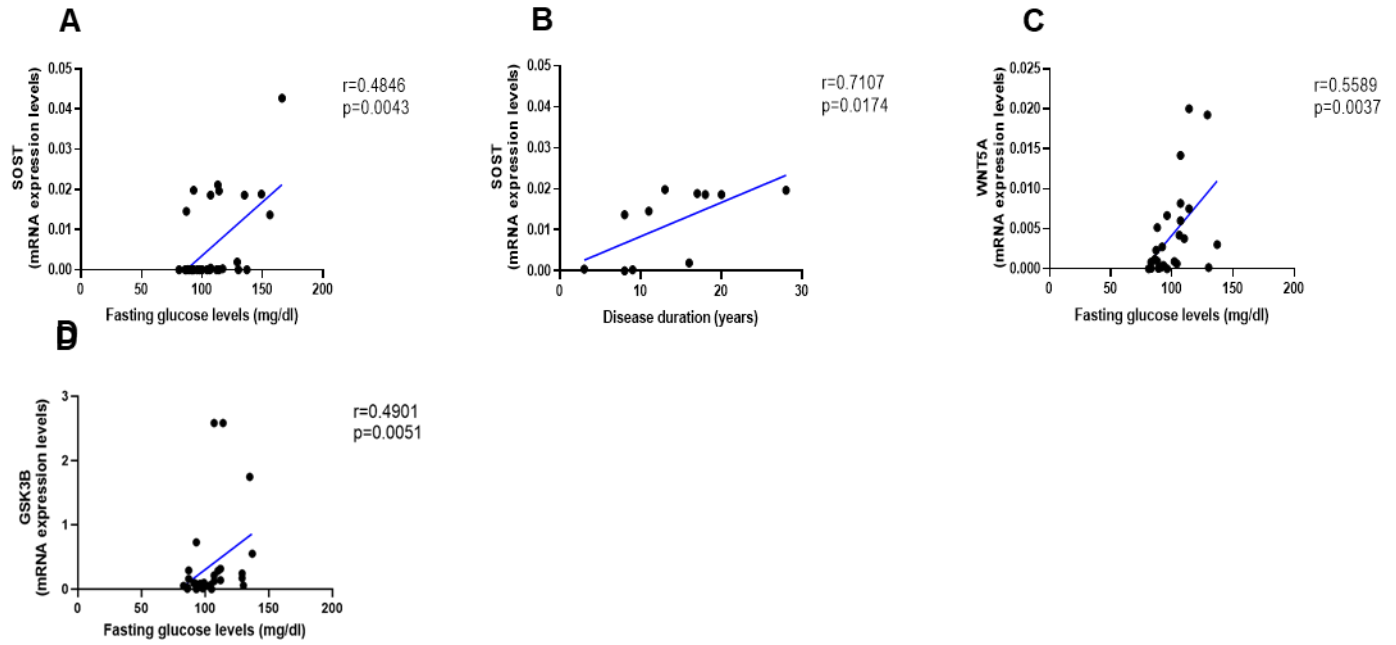 A
SOST
(mRNA expression levels)
0.05
0.04
0.03
0.02
0.01
0.00
0 50 100 150 200
Fasting glucose levels (mg/dl)
r=0.4846
p=0.0043
B
SOST
(mRNA expression levels)
0.05
0.04
0.03
0.02
0.01
0.00
0 10 20 30
Disease duration (years)
r=0.7107
p=0.0174
C
WNT5A
(mRNA expression levels)
0.025
0.020
0.015
0.010
0.005
0.000
0 50 100 150 200
Fasting glucose levels (mg/dl)
r=0.5589
p=0.0037
D
GSK3B
(mRNA expression levels)
3
2
1
0
0 50 100 150 200
Fasting glucose levels (mg/dl)
r=0.4901
p=0.0051